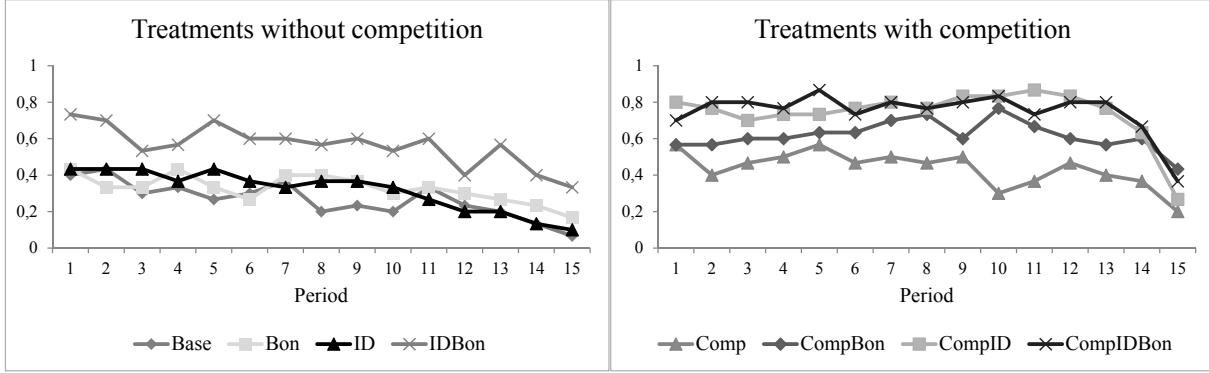 Treatments without competition
1
0,8
0,6
0,4
0,2
0
1 2 3 4 5 6 7 8 9 10 11 12 13 14 15
Period
Base Bon ID IDBon
Treatments with competition
1
0,8
0,6
0,4
0,2
0
1 2 3 4 5 6 7 8 9 10 11 12 13 14 15
Period
Comp CompBon CompID CompIDBon